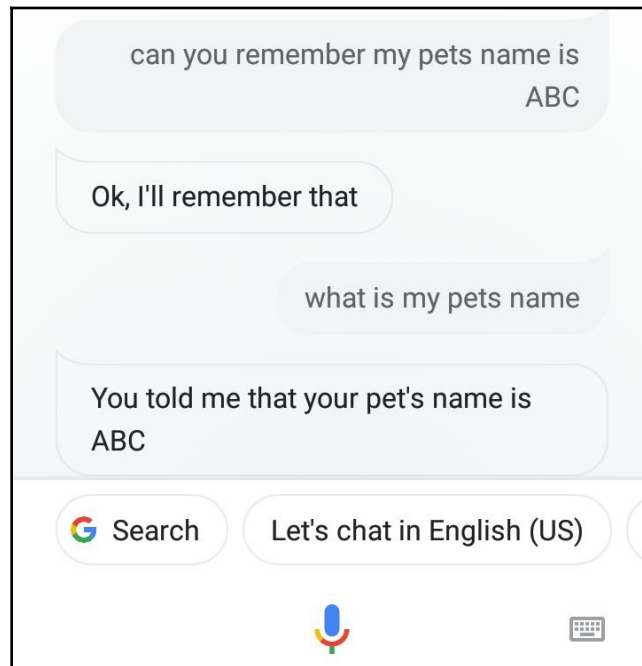 can you remember my pets name is
ABC
Ok, I'll remember that
what is my pets name
You told me that your pet's name is
ABC
Search
Let's chat in English (US)